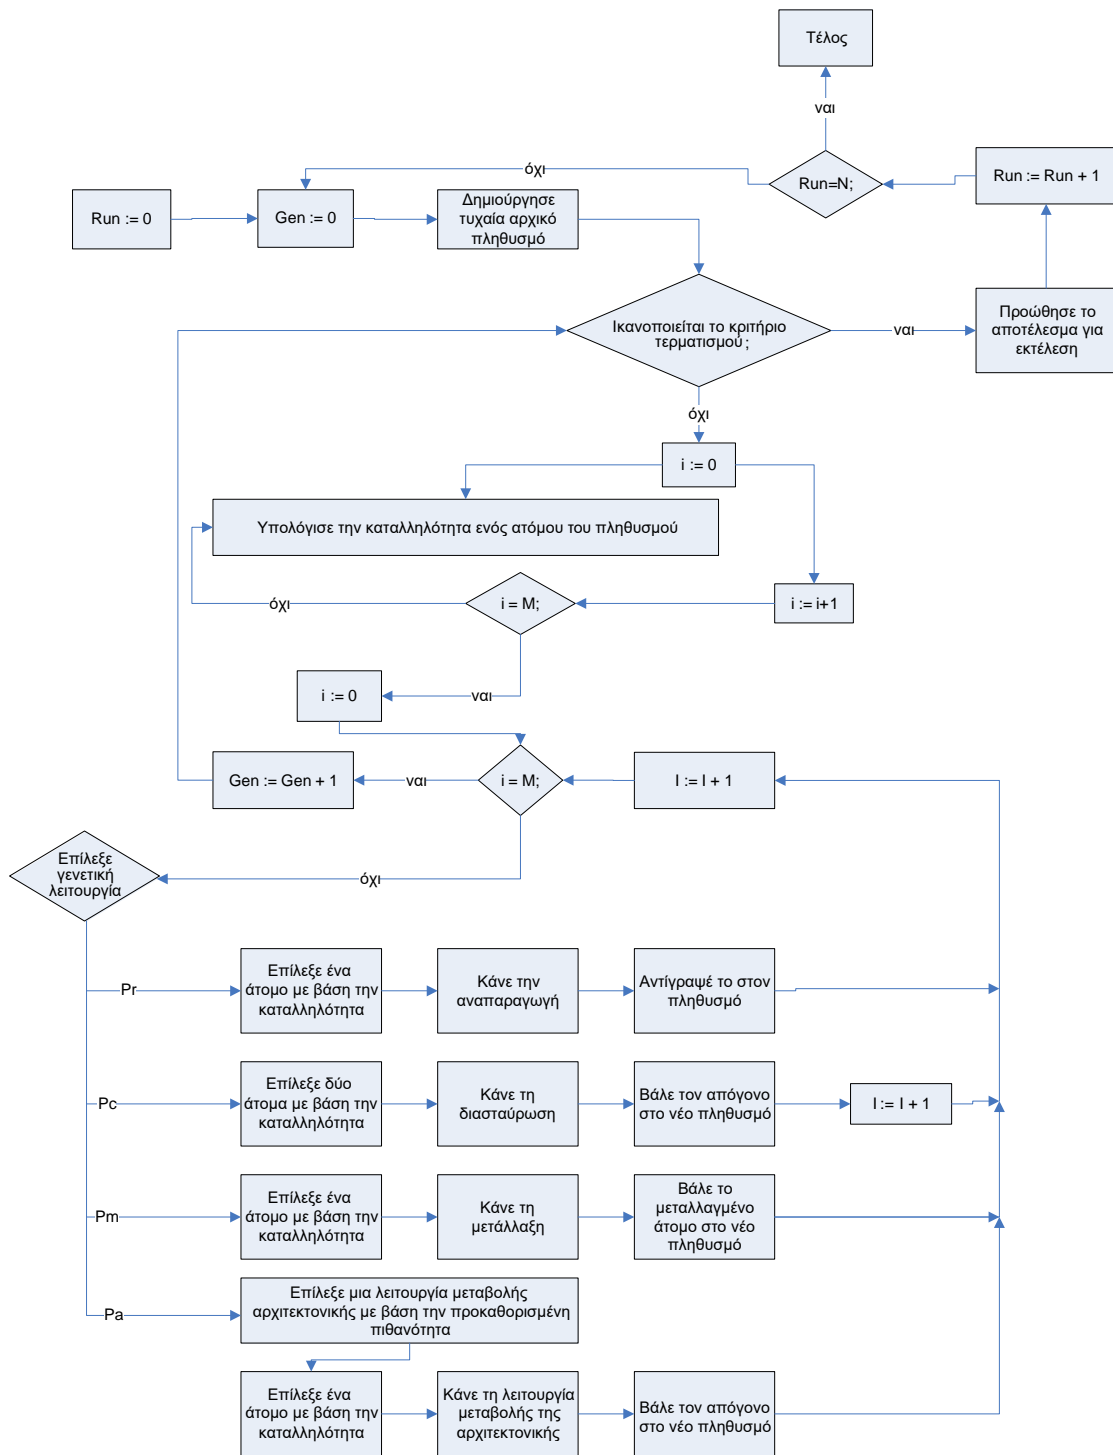 Τέλος
ναι
όχι
Run=N;
Run := Run + 1
Run := 0
Gen := 0
Δημιούργησε
τυχαία αρχικό
πληθυσμό
Ικανοποιείται το κριτήριο
τερματισμού;
ναι
Προώθησε το
αποτέλεσμα για
εκτέλεση
όχι
i := 0
Υπολόγισε την καταλληλότητα ενός ατόμου του πληθυσμού
όχι
i = M;
i := i+1
i := 0
ναι
Gen := Gen + 1
ναι
i = M;
I := I + 1
Επίλεξε
γενετική
λειτουργία
όχι
Pr
Επίλεξε ένα
άτομο με βάση την
καταλληλότητα
Κάνε την
αναπαραγωγή
Αντίγραψέ το στον
πληθυσμό
Pc
Επίλεξε δύο
άτομα με βάση την
καταλληλότητα
Κάνε τη
διασταύρωση
Βάλε τον απόγονο
στο νέο πληθυσμό
I := I + 1
Pm
Επίλεξε ένα
άτομο με βάση την
καταλληλότητα
Κάνε τη
μετάλλαξη
Βάλε το
μεταλλαγμένο
άτομο στο νέο
πληθυσμό
Pa
Επίλεξε μια λειτουργία μεταβολής
αρχιτεκτονικής με βάση την προκαθορισμένη
πιθανότητα
Επίλεξε ένα
άτομο με βάση την
καταλληλότητα
Κάνε τη λειτουργία
μεταβολής της
αρχιτεκτονικής
Βάλε τον απόγονο
στο νέο πληθυσμό